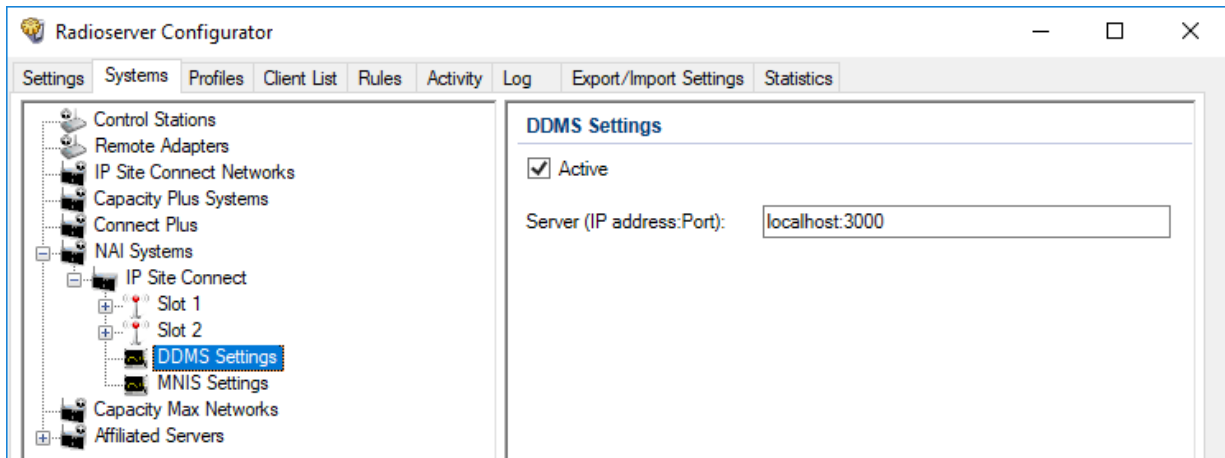 Radioserver Configurator
Settings Systems Profiles Client List Rules Activity Log Export/Import Settings Statistics
Control Stations
Remote Adapters
IP Site Connect Networks
Capacity Plus Systems
Connect Plus
NAI Systems
IP Site Connect
Slot 1
Slot 2
DDMS Settings
MNIS Settings
Capacity Max Networks
Affiliated Servers
DDMS Settings
Active
Server (IP address:Port): localhost:3000